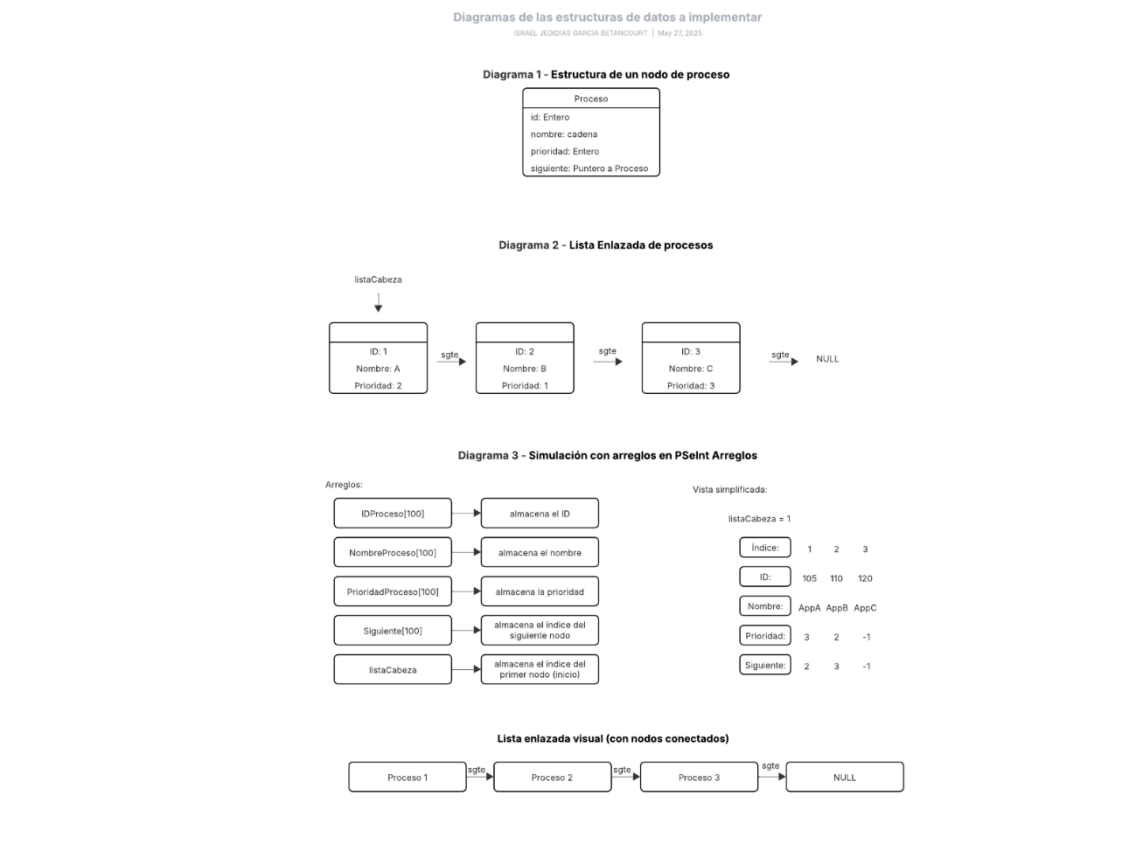 Diagramas de las estructuras de datos a implementar
ISRAEL JEDIDIAS GARCIA BETANCOURT | May 27, 2025
Diagrama 1 - Estructura de un nodo de proceso
Proceso
id: Entero
nombre: cadena
prioridad: Entero
siguiente: Puntero a Proceso
Diagrama 2 - Lista Enlazada de procesos
listaCabeza
ID: 1
Nombre: A
Prioridad: 2
sgte
ID: 2
Nombre: B
Prioridad: 1
sgte
ID: 3
Nombre: C
Prioridad: 3
sgte
NULL
Diagrama 3 - Simulación con arreglos en PSeInt Arreglos
Arreglos:
IDProceso[100]
almacena el ID
NombreProceso[100]
almacena el nombre
PrioridadProceso[100]
almacena la prioridad
Siguiente[100]
almacena el índice del
siguiente nodo
listaCabeza
almacena el índice del
primer nodo (inicio)
Vista simplificada:
listaCabeza = 1
Índice: 1 2 3
ID: 105 110 120
Nombre: AppA AppB AppC
Prioridad: 3 2 -1
Siguiente: 2 3 -1
Lista enlazada visual (con nodos conectados)
Proceso 1
sgte
Proceso 2
sgte
Proceso 3
sgte
NULL